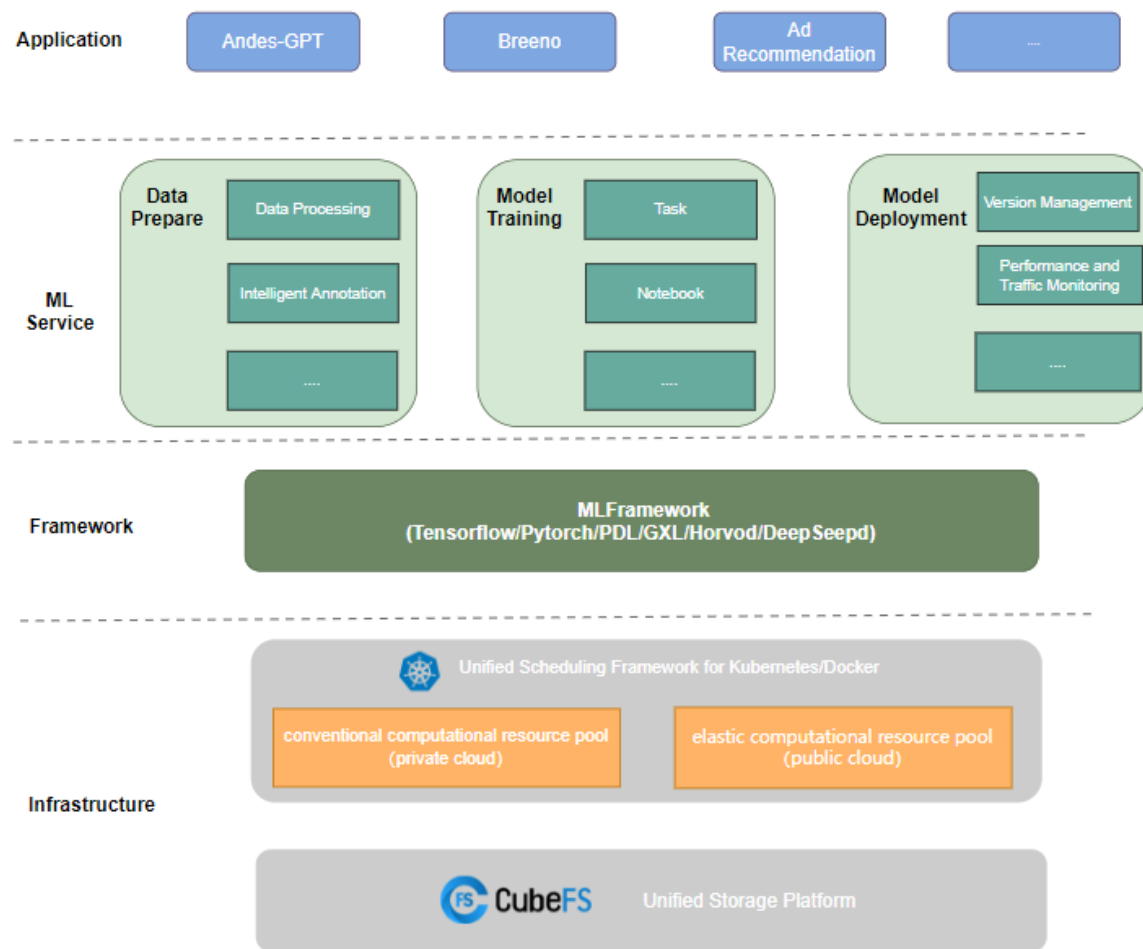 Application
Andes-GPT
Breeno
Ad
Recommendation
....
Data
Prepare
Data Processing
Intelligent Annotation
....
Model
Training
Task
Notebook
....
Model
Deployment
Version Management
Performance and
Traffic Monitoring
....
ML
Service
Framework
MLFramework
(Tensorflow/Pytorch/PDL/GXL/Horvod/DeepSeepd)
Infrastructure
Unified Scheduling Framework for Kubernetes/Docker
conventional computational resource pool
(private cloud)
elastic computational resource pool
(public cloud)
FS
CubeFS
Unified Storage Platform